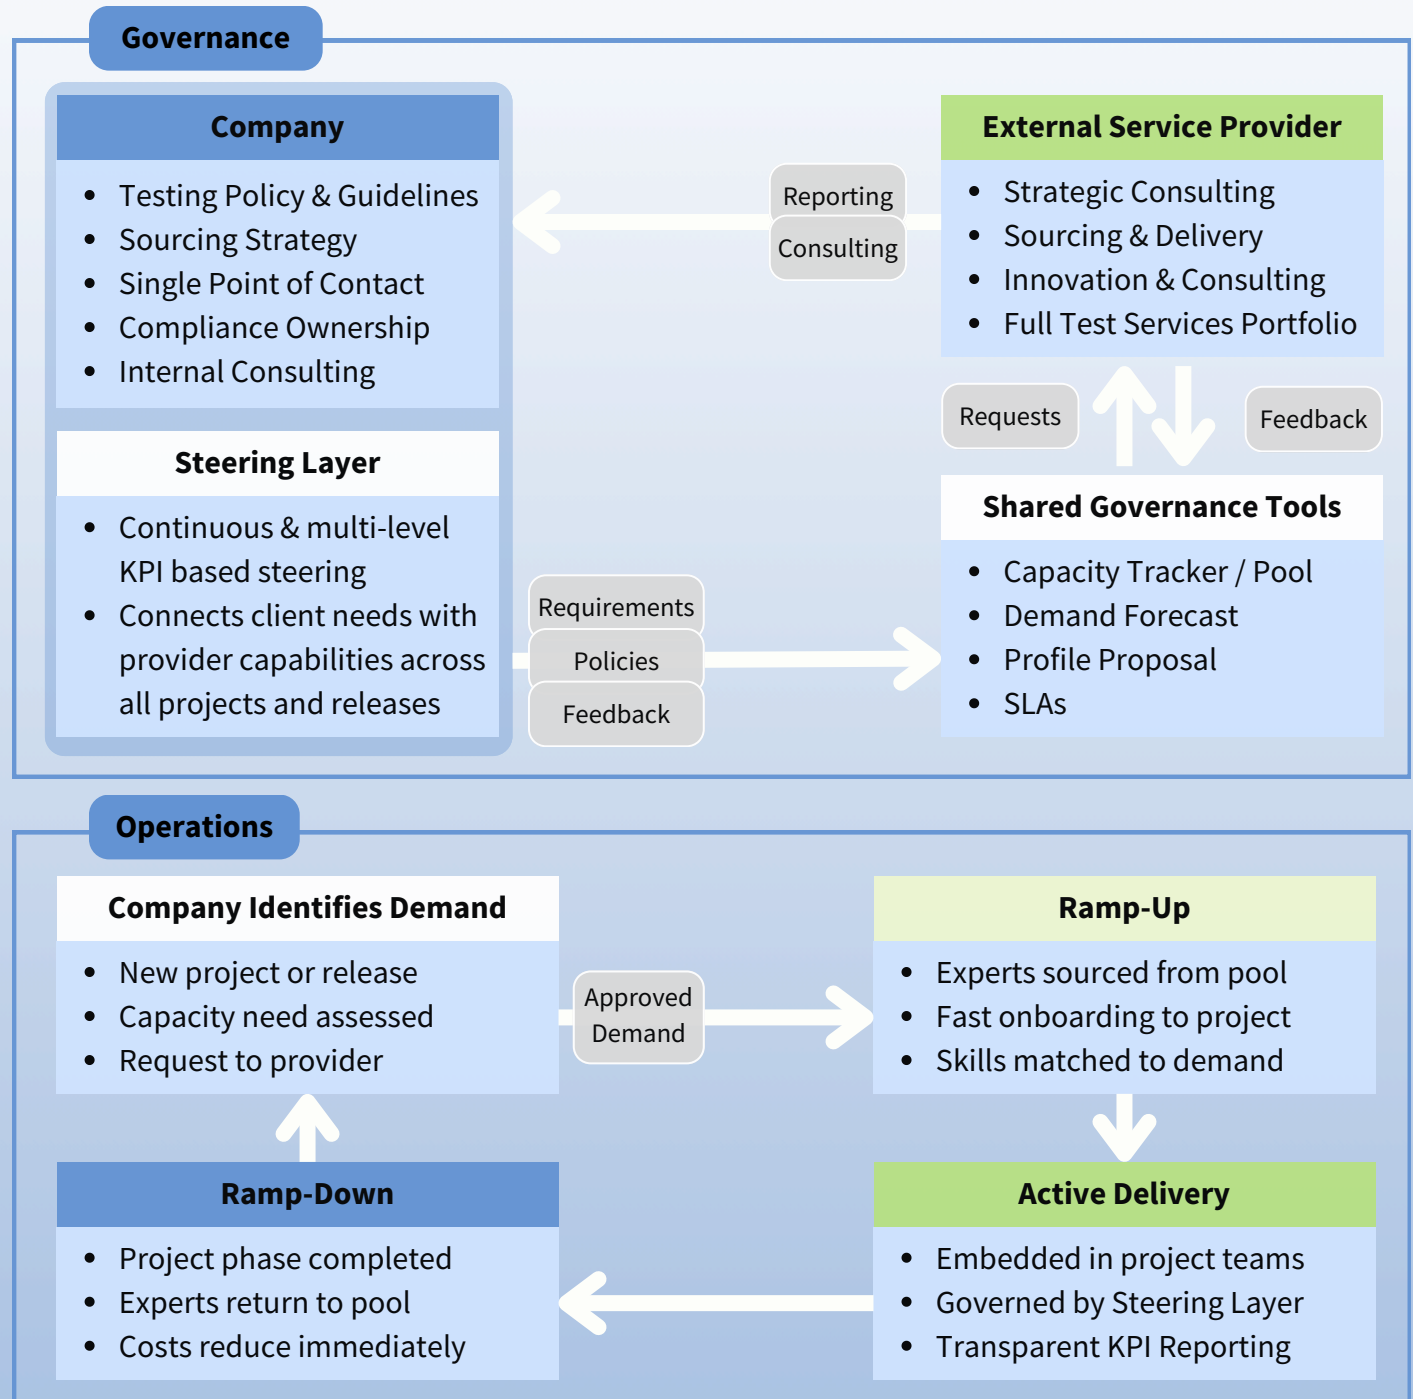 Governance
Company
• Testing Policy & Guidelines
• Sourcing Strategy
• Single Point of Contact
• Compliance Ownership
• Internal Consulting
Steering Layer
• Continuous & multi-level
KPI based steering
• Connects client needs with
provider capabilities across
all projects and releases
Reporting
Consulting
External Service Provider
• Strategic Consulting
• Sourcing & Delivery
• Innovation & Consulting
• Full Test Services Portfolio
Requests
Feedback
Requirements
Policies
Feedback
Shared Governance Tools
• Capacity Tracker / Pool
• Demand Forecast
• Profile Proposal
• SLAs
Operations
Company Identifies Demand
• New project or release
• Capacity need assessed
• Request to provider
Approved
Demand
Ramp-Up
• Experts sourced from pool
• Fast onboarding to project
• Skills matched to demand
Ramp-Down
• Project phase completed
• Experts return to pool
• Costs reduce immediately
Active Delivery
• Embedded in project teams
• Governed by Steering Layer
• Transparent KPI Reporting